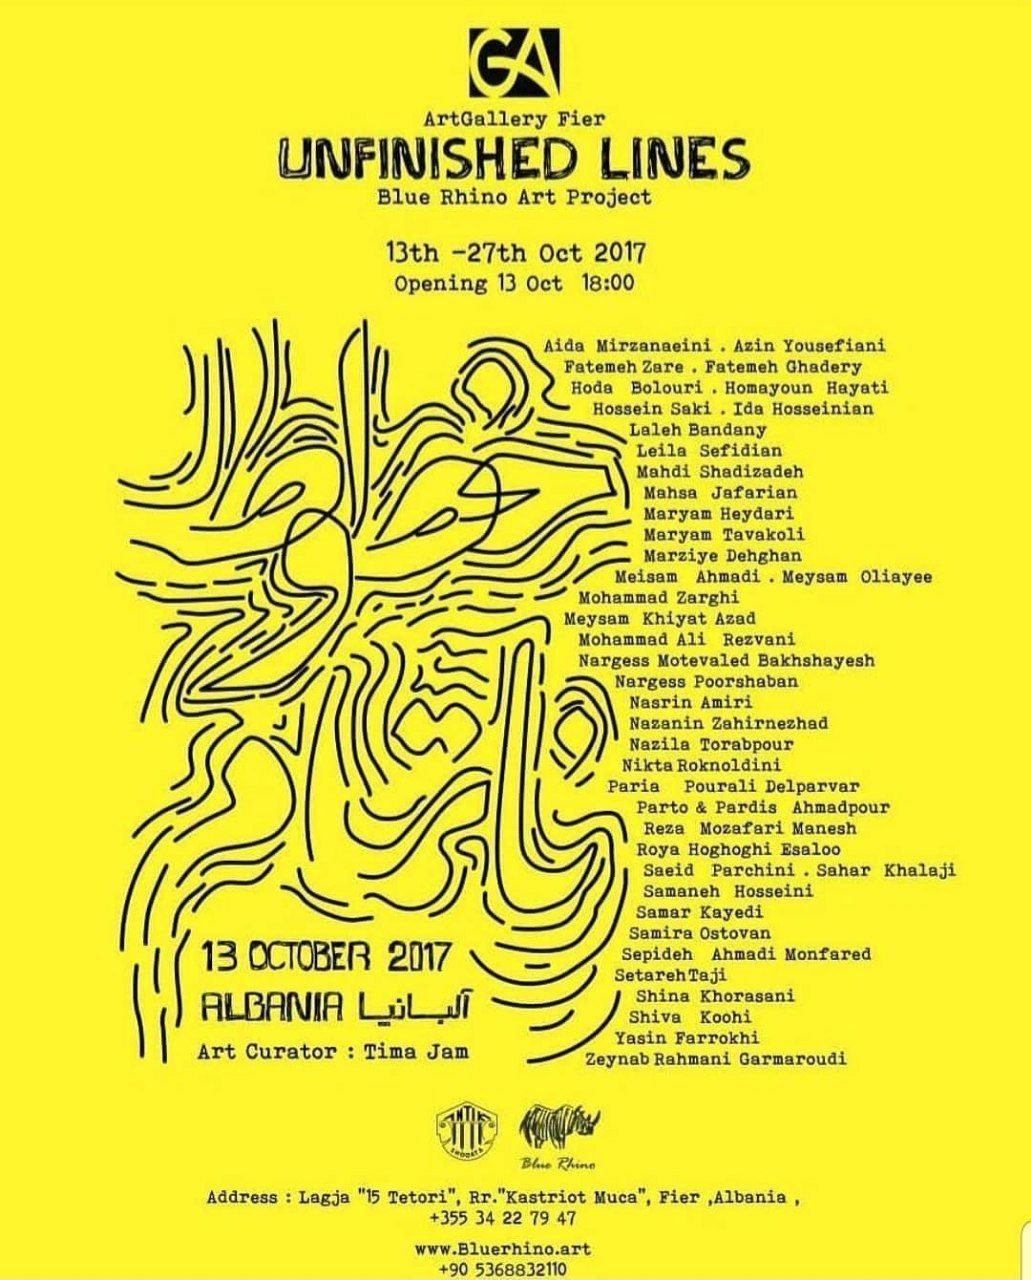 GA
ArtGallery Fier
UNFINISHED LINES
Blue Rhino Art Project
13th -27th Oct 2017
Opening 13 Oct 18:00
Aida Mirzanaeini . Azin Yousefiani
Fatemeh Zare . Fatemeh Ghadery
Hoda Bolouri . Homayoun Hayati
Hossein Saki . Ida Hosseinian
Laleh Bandany
Leila Sefidian
Mahdi Shadizadeh
Mahsa Jafarian
Maryam Heydari
Maryam Tavakoli
Marziye Dehghan
Meisam Ahmadi . Meysam Oliayee
Mohammad Zarghi
Meysam Khiyat Azad
Mohammad Ali Rezvani
Nargess Motevaled Bakhshayesh
Nargess Poorshaban
Nasrin Amiri
Nazanin Zahirnezhad
Nazila Torabpour
Nikta Roknoldini
Paria Pourali Delparvar
Parto & Pardis Ahmadpour
Reza Mozafari Manesh
Roya Hoghoghi Esaloo
Saeid Parchini . Sahar Khalaji
Samaneh Hosseini
Samar Kayedi
Samira Ostovan
Sepideh Ahmadi Monfared
SetarehTaji
Shina Khorasani
Shiva Koohi
Yasin Farrokhi
Zeynab Rahmani Garmaroudi
13 OCTOBER 2017
ALBANIA آلبانیا
Art Curator : Tima Jam
Blue Rhino
Address : Lagja "15 Tetori", Rr."Kastriot Muca", Fier ,Albania ,
+355 34 22 79 47
www.Bluerhino.art
+90 5368832110